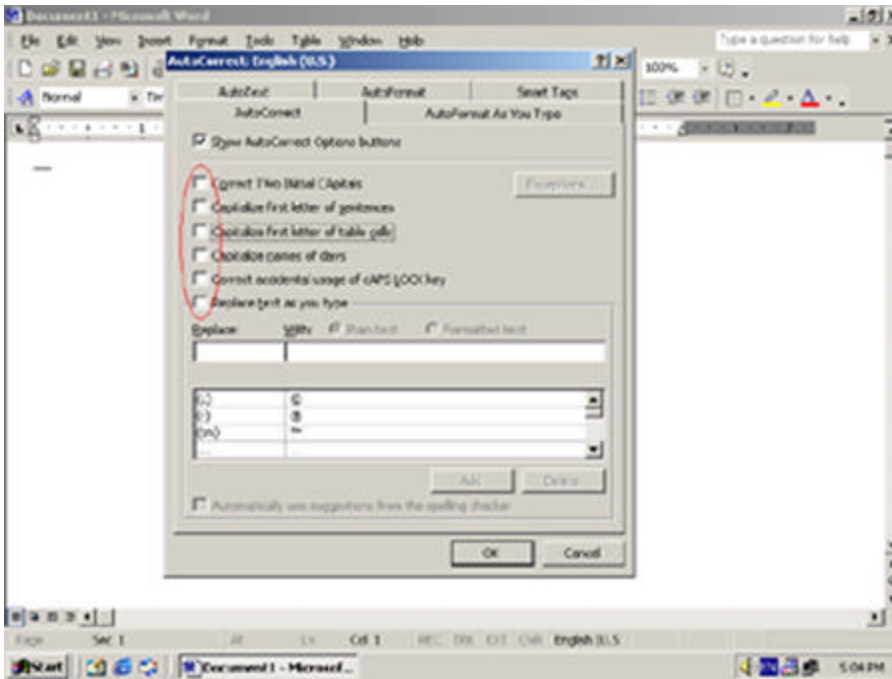 Document1 - Microsoft Word
File Edit View Insert Format Tools Table Window Help
Type a question for help
AutoCorrect: English (U.S.)
100%
Normal
AutoText AutoFormat Smart Tags
AutoCorrect AutoFormat As You Type
Show AutoCorrect Options buttons
Correct TWo INitial CApitals
Exceptions...
Capitalize first letter of sentences
Capitalize first letter of table cells
Capitalize names of days
Correct accidental usage of cAPS LOCK key
Replace text as you type
Replace: With: Plain text Formatted text
(c) ©
(r) ®
(tm) ™
... …
Add Delete
Automatically use suggestions from the spelling checker
OK Cancel
Page Sec 1 At Ln Col 1 REC TRK EXT OVR English (U.S
Start Document1 - Microsof... 5:04 PM